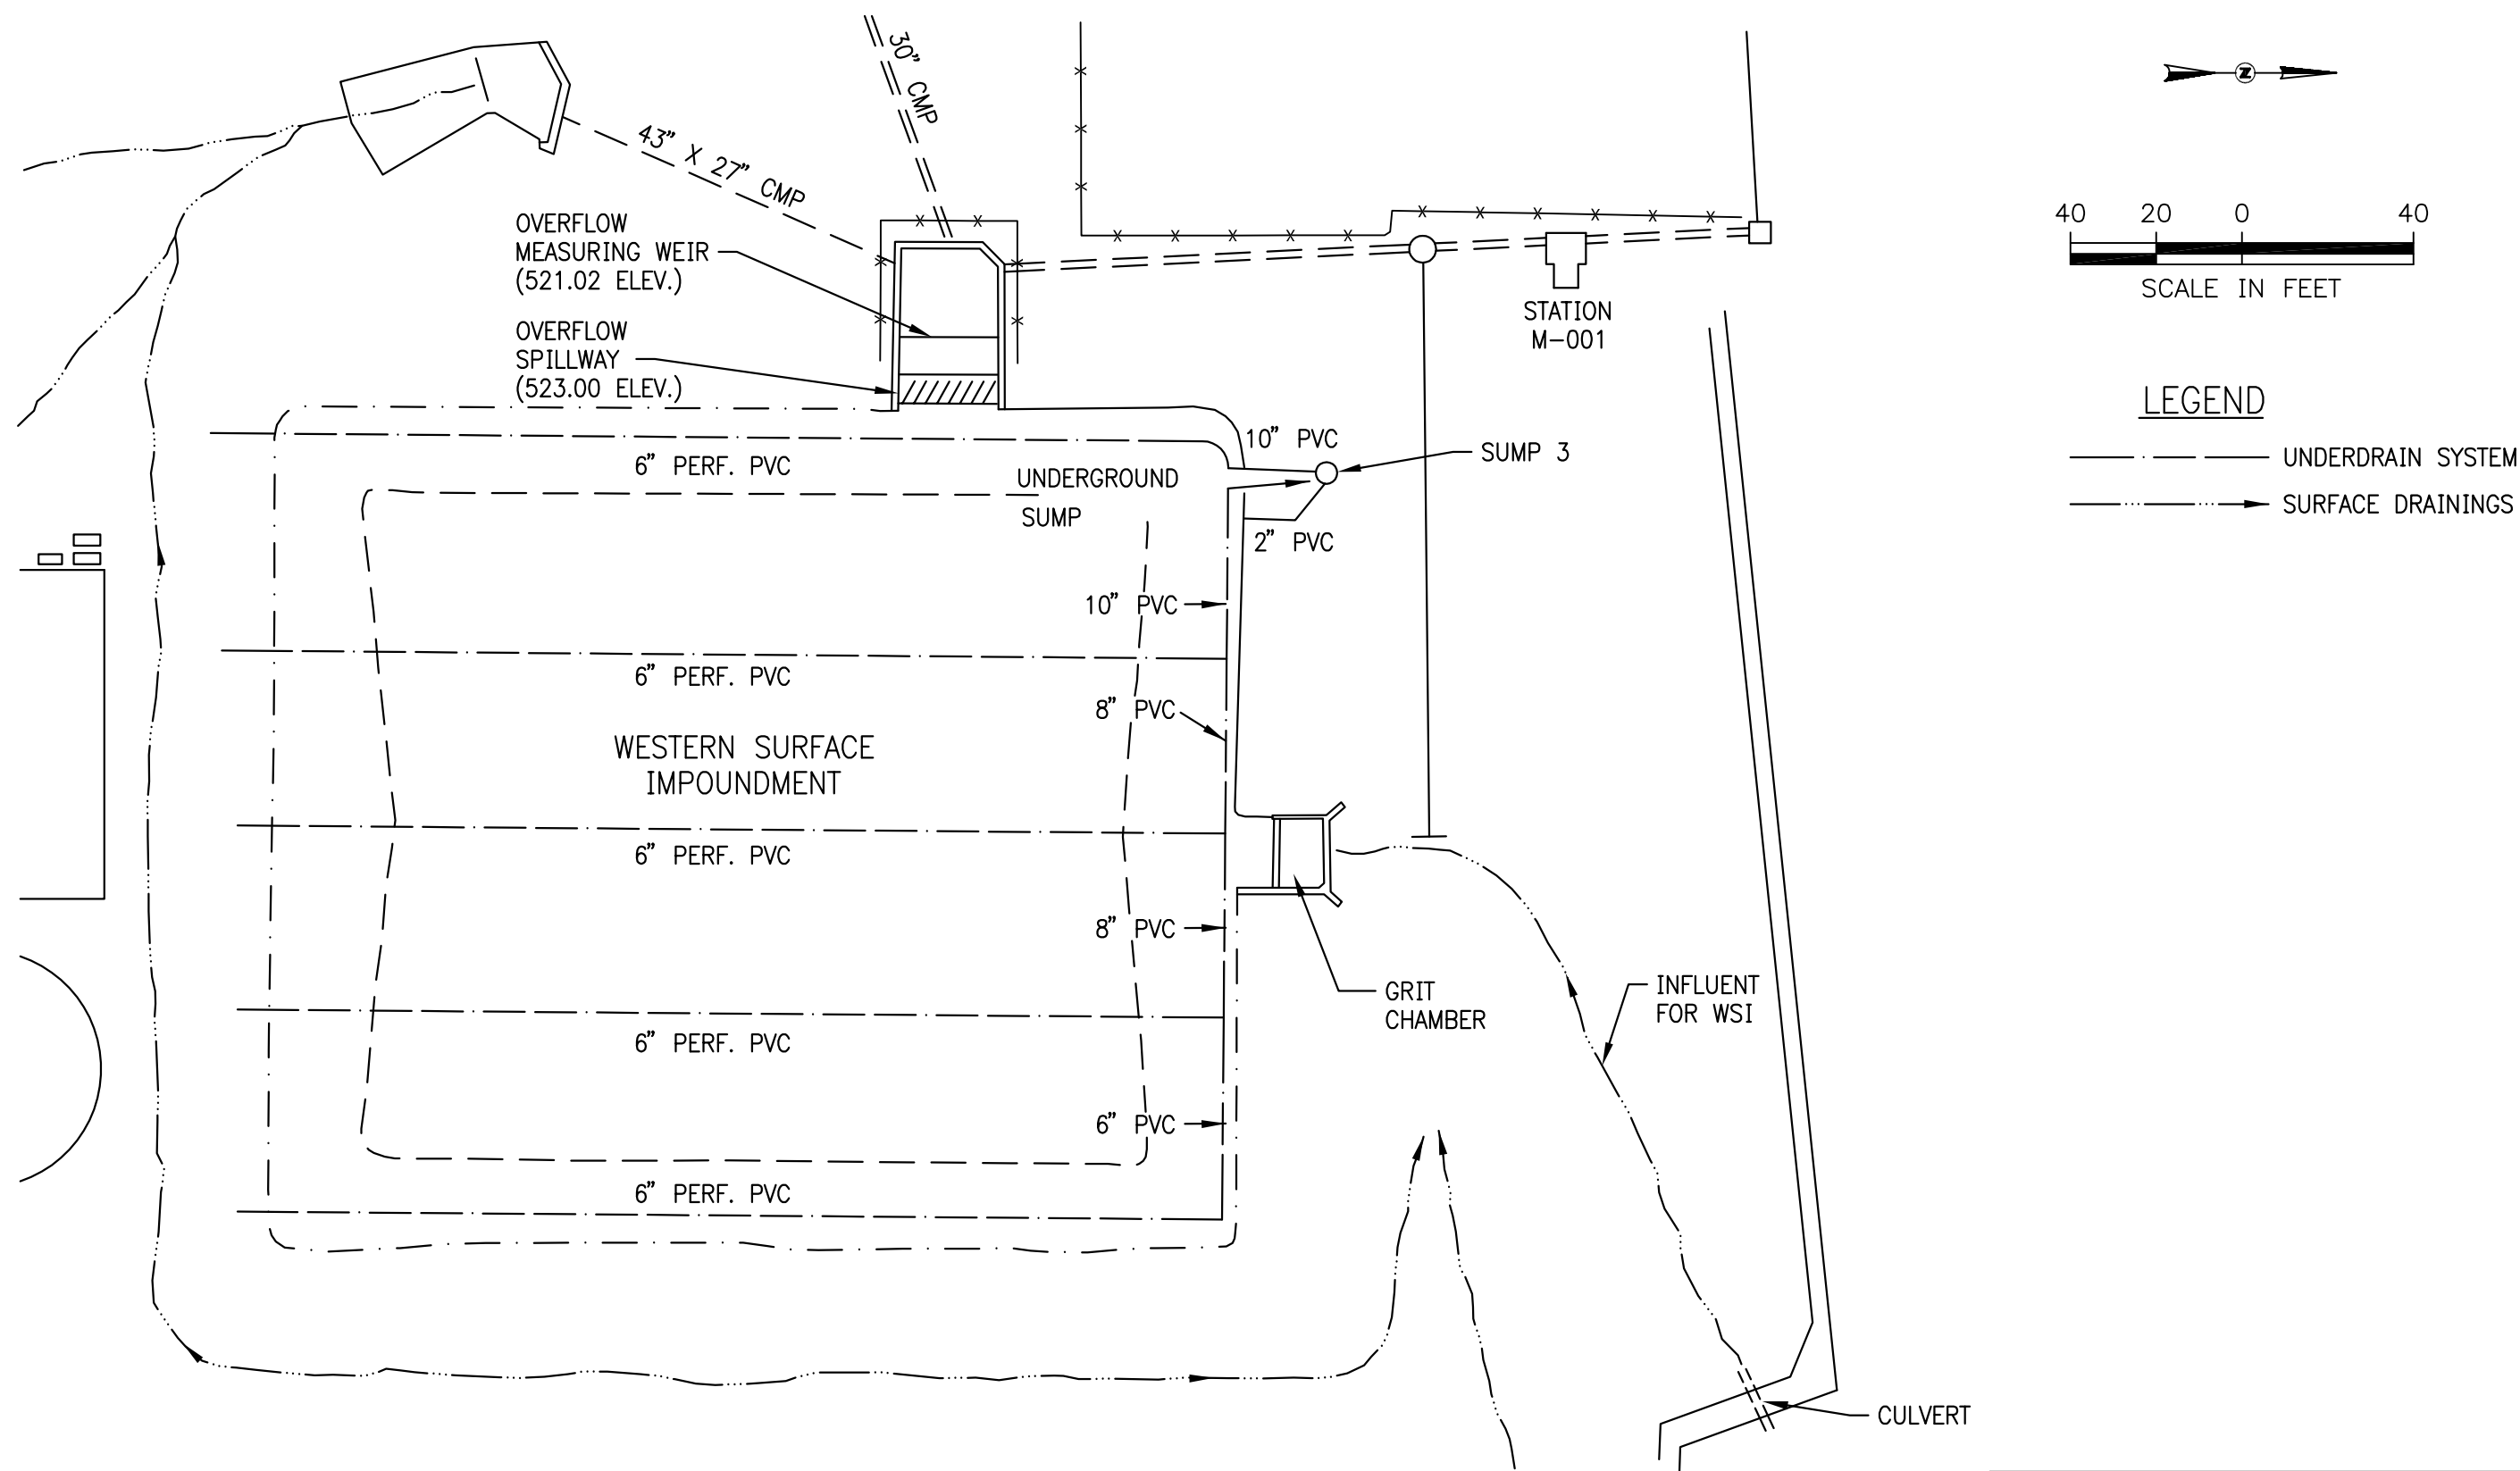 30” CMP
43” X 27” CMP
OVERFLOW
MEASURING WEIR
(521.02 ELEV.)
OVERFLOW
SPILLWAY
(523.00 ELEV.)
STATION
M-001
Z
40 20 0 40
SCALE IN FEET
LEGEND
UNDERDRAIN SYSTEM
SURFACE DRAININGS
10” PVC
SUMP 3
6” PERF. PVC
UNDERGROUND
SUMP
2” PVC
10” PVC
6” PERF. PVC
8” PVC
WESTERN SURFACE
IMPOUNDMENT
6” PERF. PVC
8” PVC
GRIT
CHAMBER
INFLUENT
FOR WSI
6” PERF. PVC
6” PVC
6” PERF. PVC
CULVERT